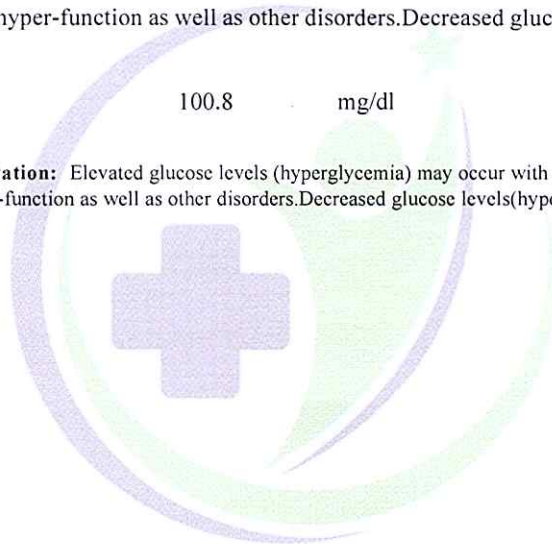 hyper-function as well as other disorders.Decreased gluc
100.8 mg/dl
ation: Elevated glucose levels (hyperglycemia) may occur with
-function as well as other disorders.Decreased glucose levels(hype